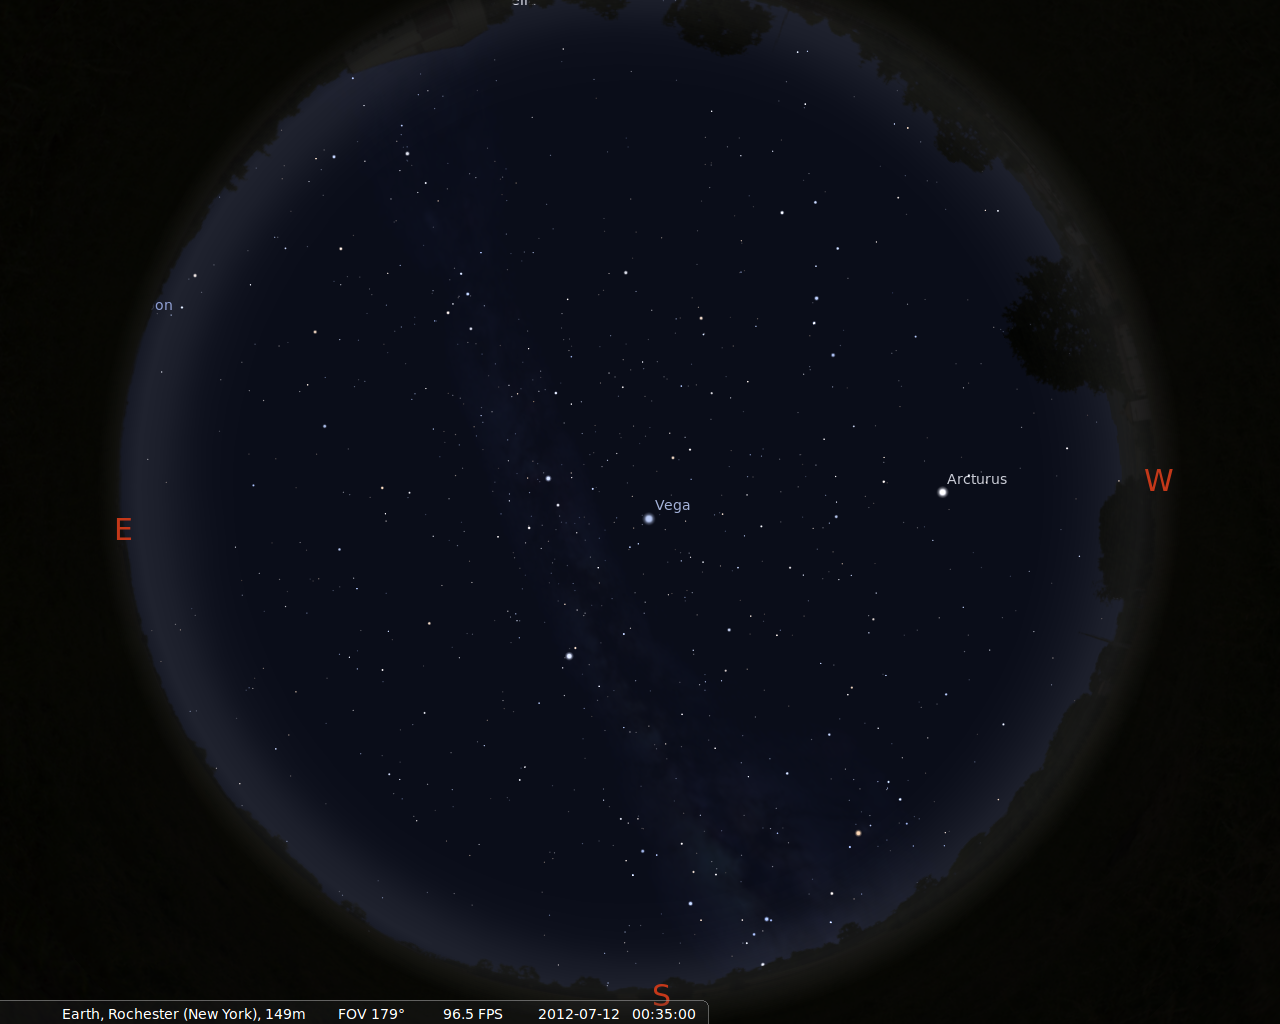 Vega
Arcturus
E
W
S
Earth, Rochester (New York), 149m FOV 179° 96.5 FPS 2012-07-12 00:35:00